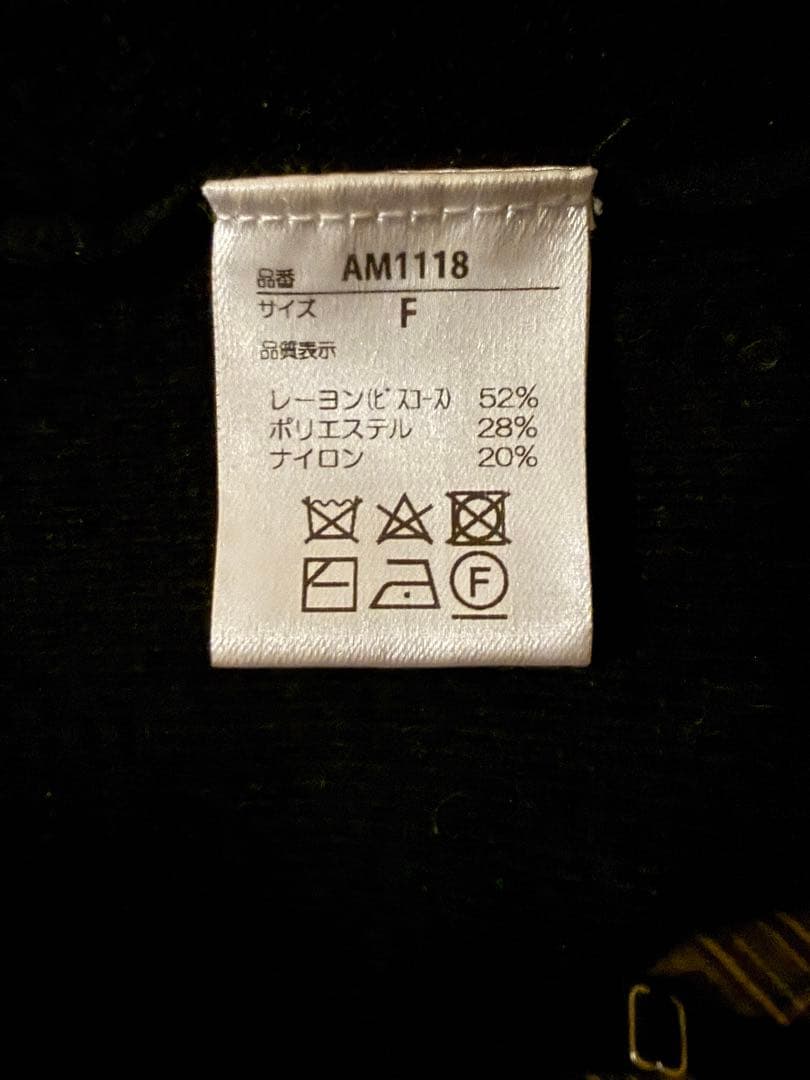 品番 AM1118
サイズ F
品質表示
レーヨン(ビスコース) 52%
ポリエステル 28%
ナイロン 20%
F